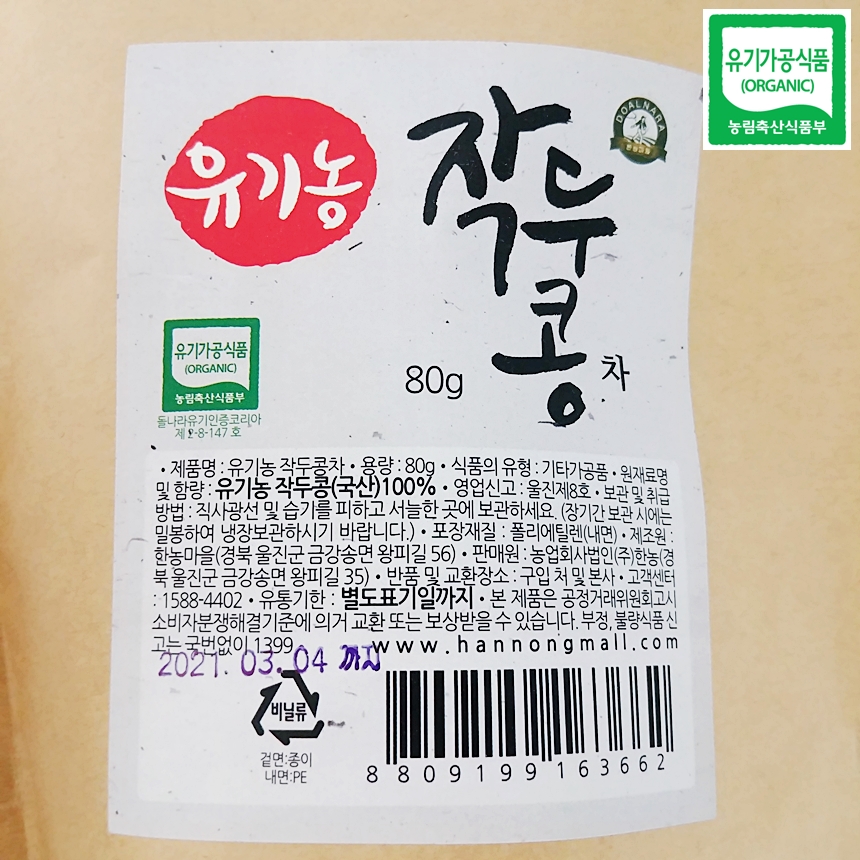 유기가공식품
(ORGANIC)
농림축산식품부
유기농
작두콩차
DOALNARA
80g
유기가공식품
(ORGANIC)
농림축산식품부
돌나라유기인증코리아
제2-8-147호
• 제품명 : 유기농 작두콩차 • 용량 : 80g • 식품의 유형 : 기타가공품 • 원재료명
및 함량 : 유기농 작두콩(국산)100% • 영업신고 : 울진제8호 • 보관 및 취급
방법 : 직사광선 및 습기를 피하고 서늘한 곳에 보관하세요. (장기간 보관 시에는
밀봉하여 냉장보관하시기 바랍니다.) • 포장재질 : 폴리에틸렌(내면) • 제조원 :
한농마을(경북 울진군 금강송면 왕피길 56) • 판매원 : 농업회사법인(주)한농(경
북 울진군 금강송면 왕피길 35) • 반품 및 교환장소 : 구입 처 및 본사 • 고객센터
: 1588-4402 • 유통기한 : 별도표기일까지 • 본 제품은 공정거래위원회고시
소비자분쟁해결기준에 의거 교환 또는 보상받을 수 있습니다. 부정, 불량식품 신
고는 국번없이 1399
www.hannongmall.com
2021. 03. 04 까지
비닐류
겉면:종이
내면:PE
8 809199 163662